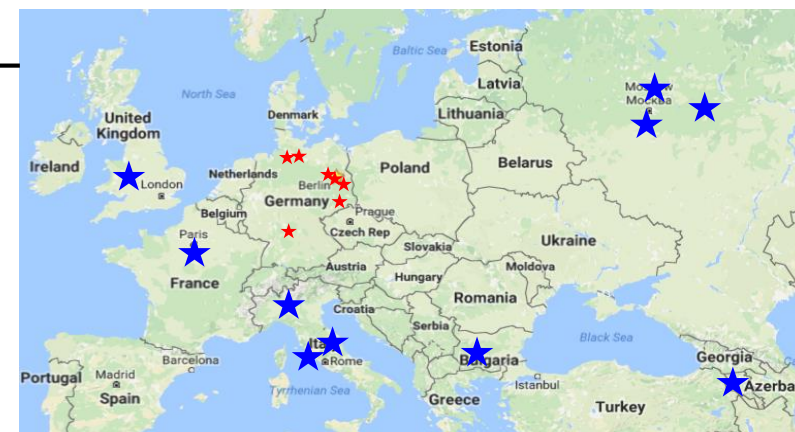 Baltic Sea
Estonia
Latvia
Moscow
Москва
North Sea
Denmark
Lithuania
United
Kingdom
Ireland
London
Netherlands
Berlin
Poland
Belarus
Germany
Belgium
Prague
Czech Rep
Paris
Slovakia
Ukraine
France
Austria
Hungary
Moldova
Croatia
Romania
Serbia
Black Sea
Rome
Bulgaria
Georgia
Barcelona
Portugal
Madrid
Spain
Tyrrhenian Sea
Istanbul
Greece
Turkey
Azerba